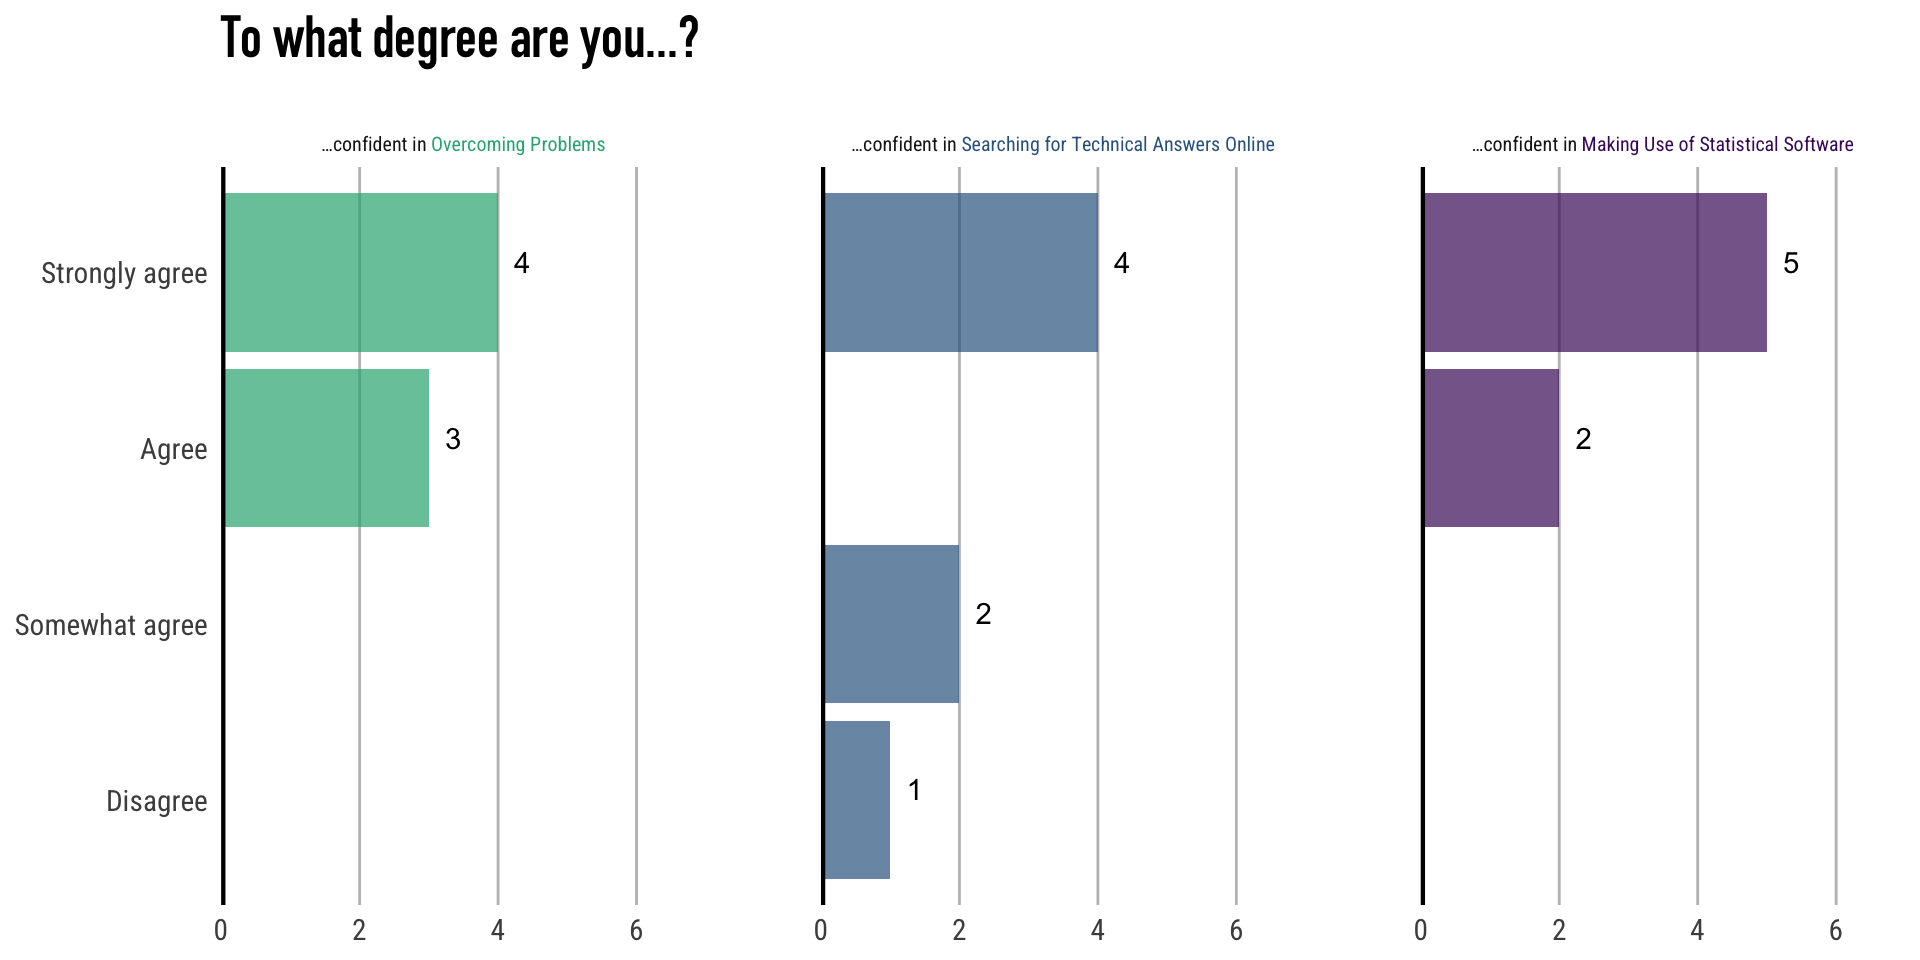 To what degree are you...?
...confident in Overcoming Problems
...confident in Searching for Technical Answers Online
...confident in Making Use of Statistical Software
Strongly agree
4
4
5
Agree
3
2
Somewhat agree
2
Disagree
1
0 2 4 6
0 2 4 6
0 2 4 6